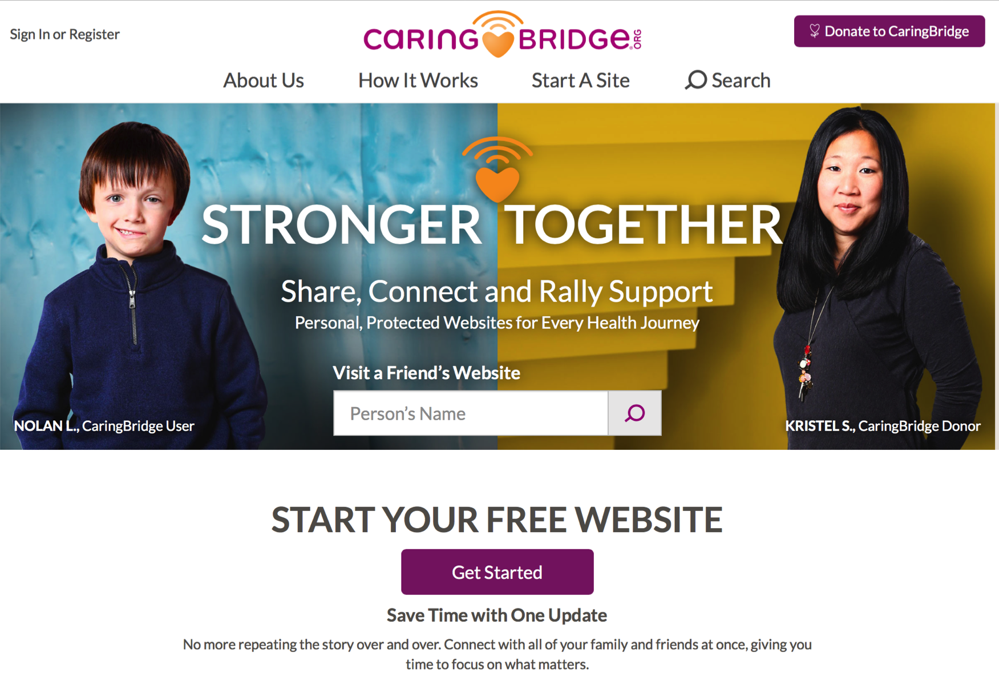 Sign In or Register
CaRINg BRIDGe.ORG
Donate to CaringBridge
About Us
How It Works
Start A Site
Search
STRONGER TOGETHER
Share, Connect and Rally Support
Personal, Protected Websites for Every Health Journey
Visit a Friend's Website
Person's Name
NOLAN L., CaringBridge User
KRISTEL S., CaringBridge Donor
START YOUR FREE WEBSITE
Get Started
Save Time with One Update
No more repeating the story over and over. Connect with all of your family and friends at once, giving you
time to focus on what matters.